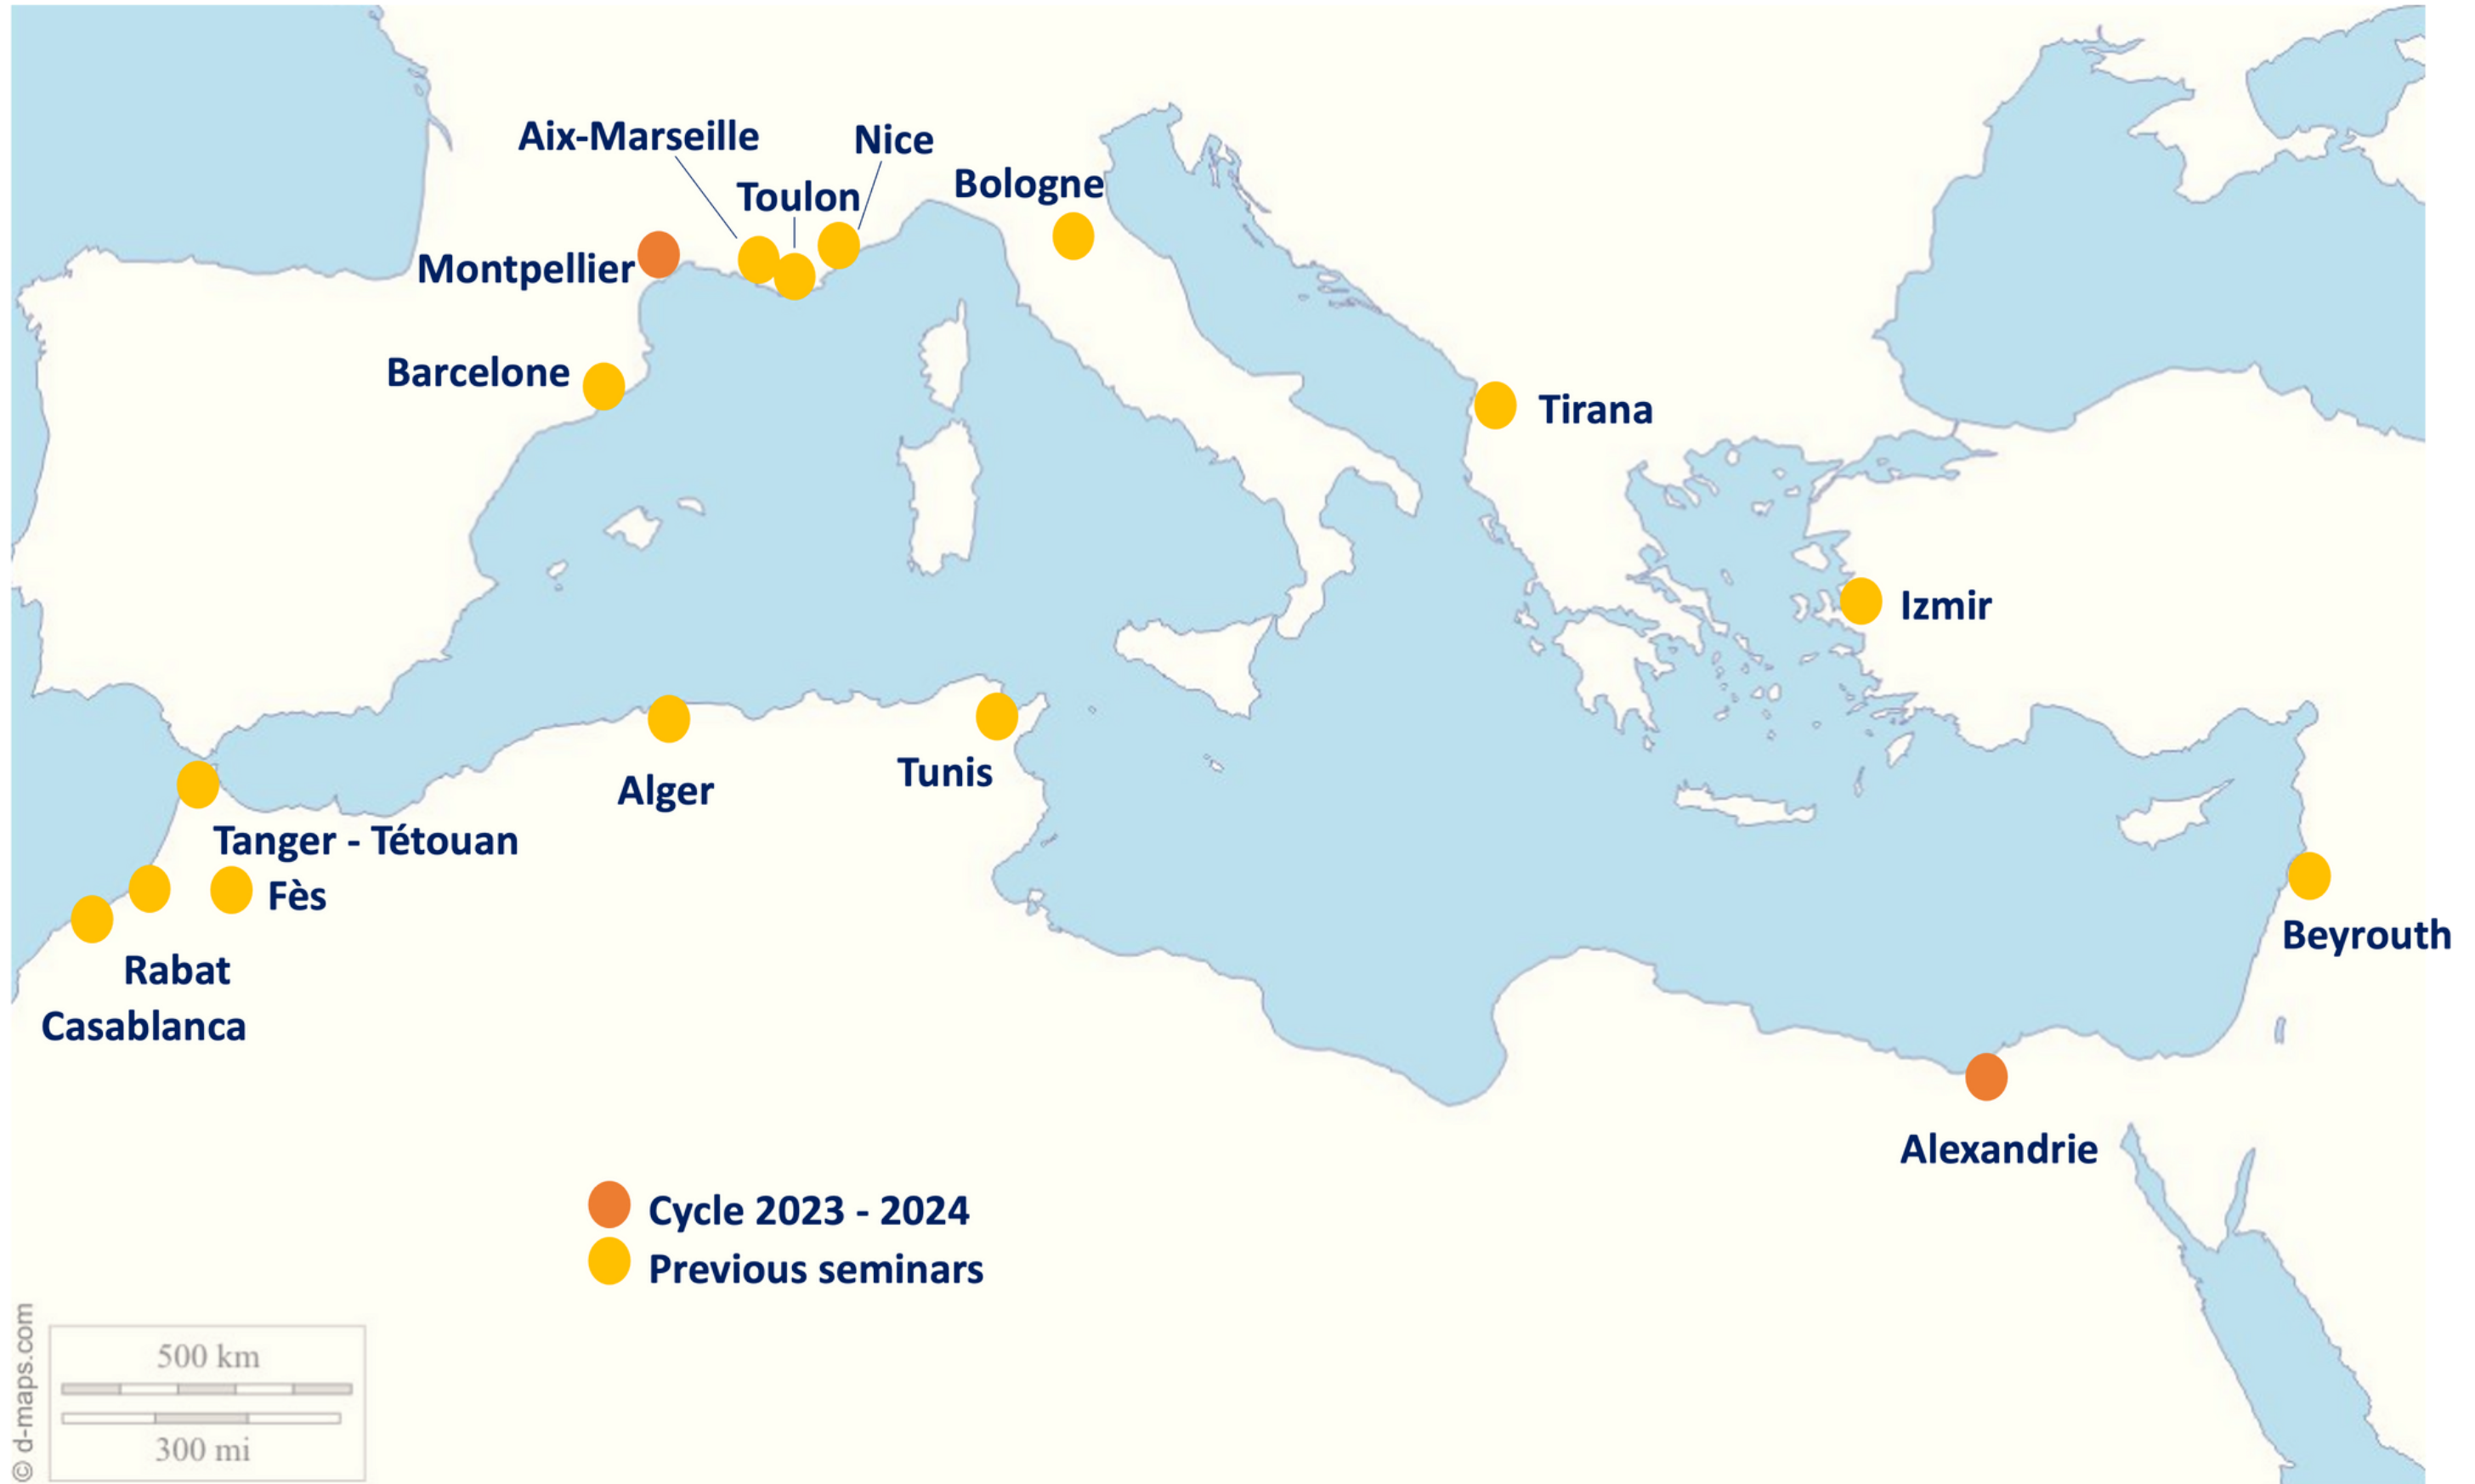 Aix-Marseille
Nice
Toulon
Bologne
Montpellier
Barcelone
Tirana
Izmir
Alger
Tunis
Tanger - Tétouan
Fès
Rabat
Casablanca
Beyrouth
Alexandrie
Cycle 2023 - 2024
Previous seminars
500 km
300 mi
© d-maps.com